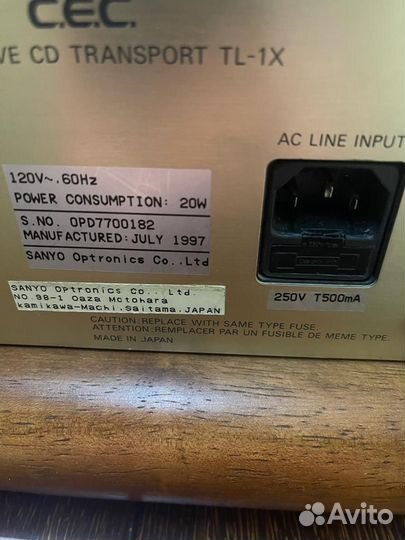 C.E.C.
VE CD TRANSPORT TL-1X
AC LINE INPUT
120V~.60Hz
POWER CONSUMPTION: 20W
S.NO. OPD7700182
MANUFACTURED: JULY 1997
SANYO Optronics Co.,Ltd
250V T500mA
SANYO Optronics Co., Ltd.
NO.98-1 Oaza Motohara
kamikawa-Machi,Saitama,JAPAN
CAUTION:REPLACE WITH SAME TYPE FUSE.
ATTENTION:REMPLACER PAR UN FUSIBLE DE MEME TYPE.
MADE IN JAPAN
Avito